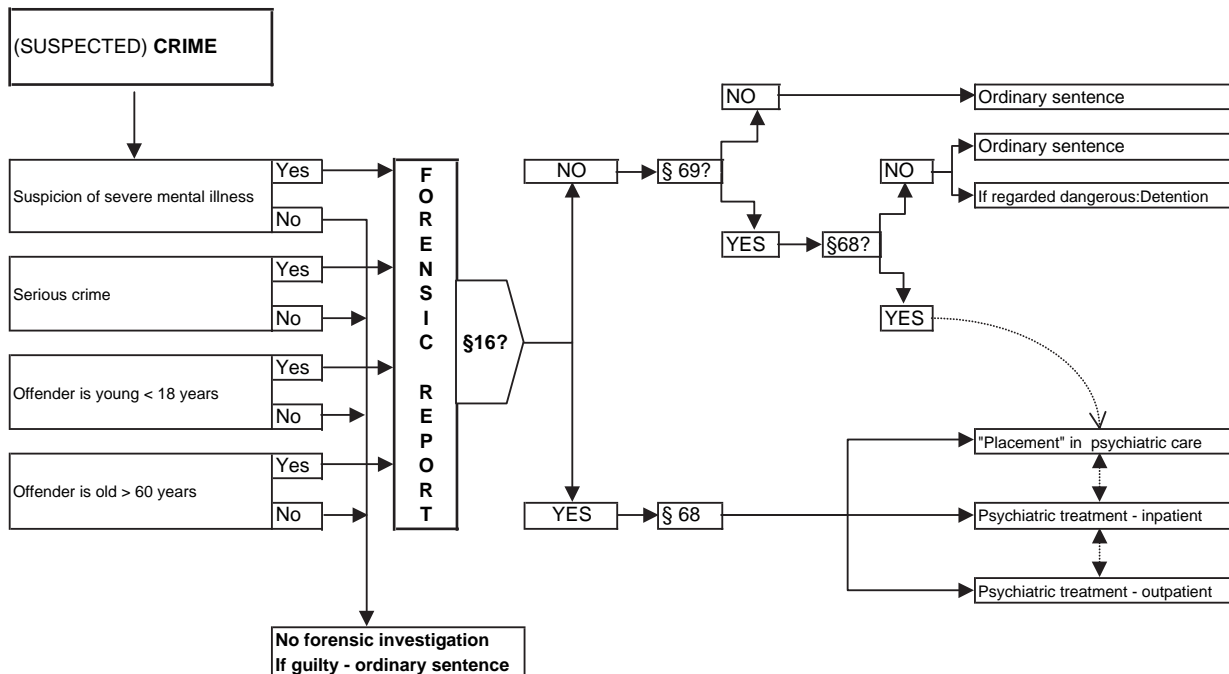 (SUSPECTED) CRIME
Suspicion of severe mental illness
Yes
No
Serious crime
Yes
No
Offender is young < 18 years
Yes
No
Offender is old > 60 years
Yes
No
FORENSIC REPORT
§16?
NO
§ 69?
NO
Ordinary sentence
YES
§68?
NO
Ordinary sentence
If regarded dangerous:Detention
YES
YES
§ 68
"Placement" in psychiatric care
Psychiatric treatment - inpatient
Psychiatric treatment - outpatient
No forensic investigation
If guilty - ordinary sentence